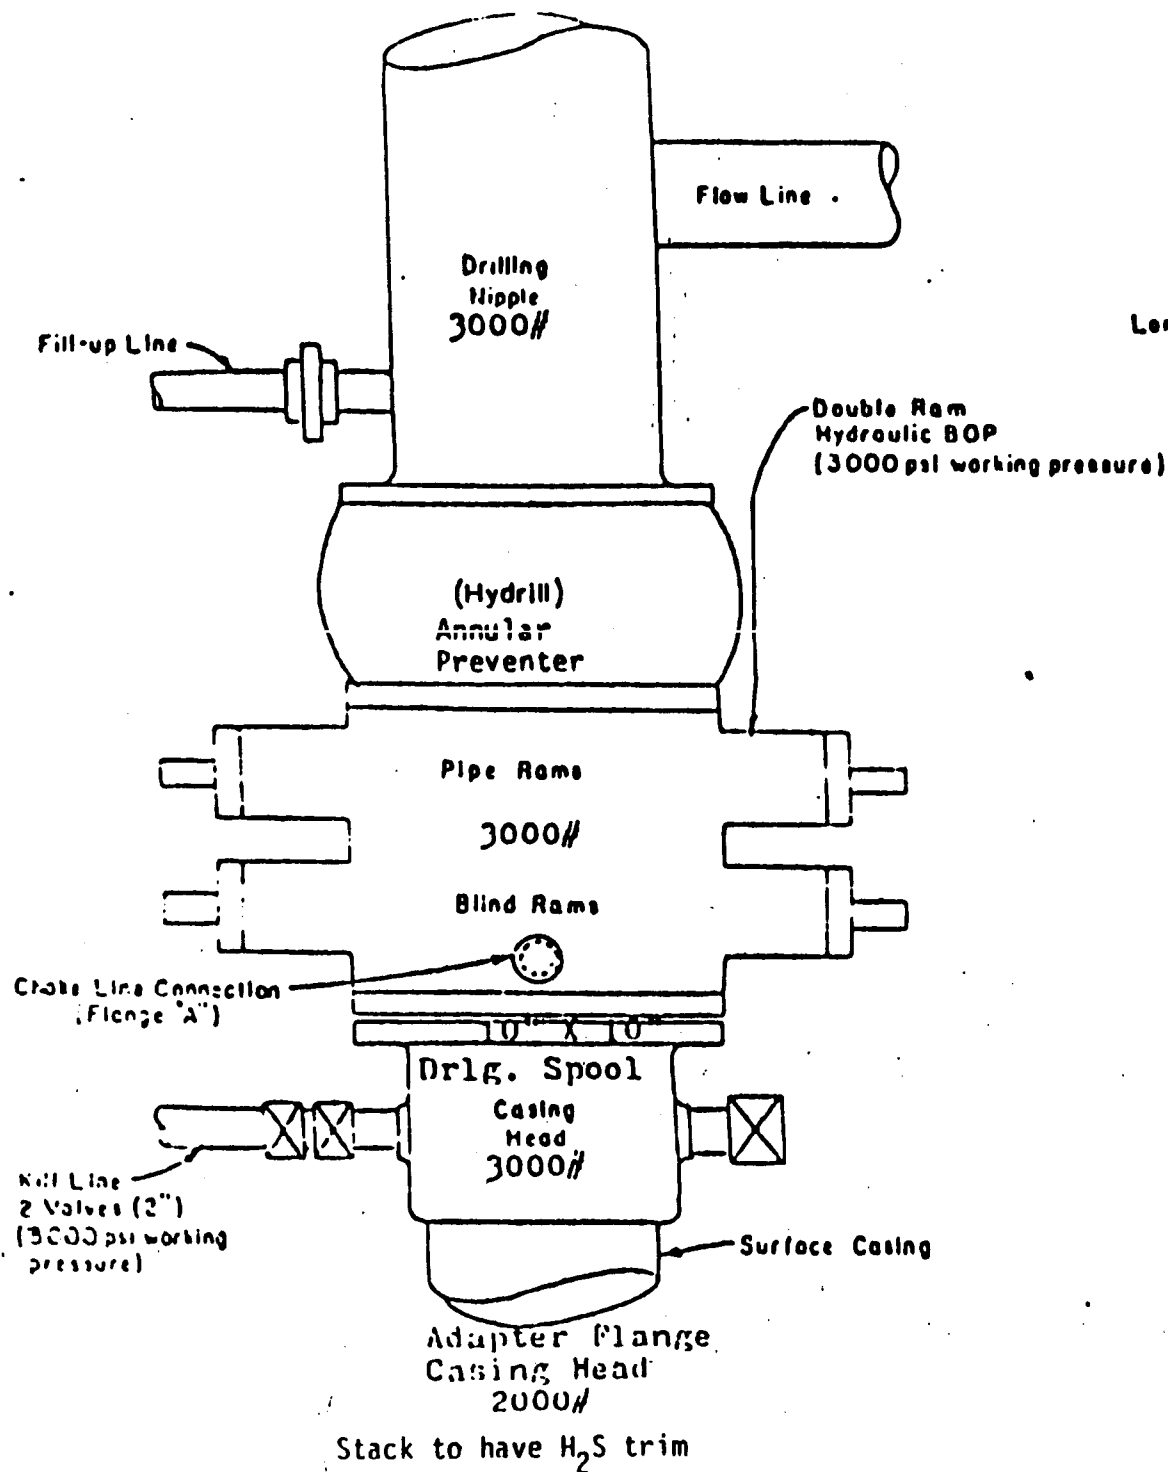 Flow Line
Drilling
Nipple
3000#
Fill-up Line
Double Ram
Hydraulic BOP
(3000 psi working pressure)
(Hydrill)
Annular
Preventer
Pipe Rams
3000#
Blind Rams
Choke Line Connection
(Flange "A")
Drlg. Spool
Casing
Head
3000#
Kill Line
2 Valves (2")
(3000 psi working
pressure)
Surface Casing
Adapter Flange
Casing Head
2000#
Stack to have H₂S trim